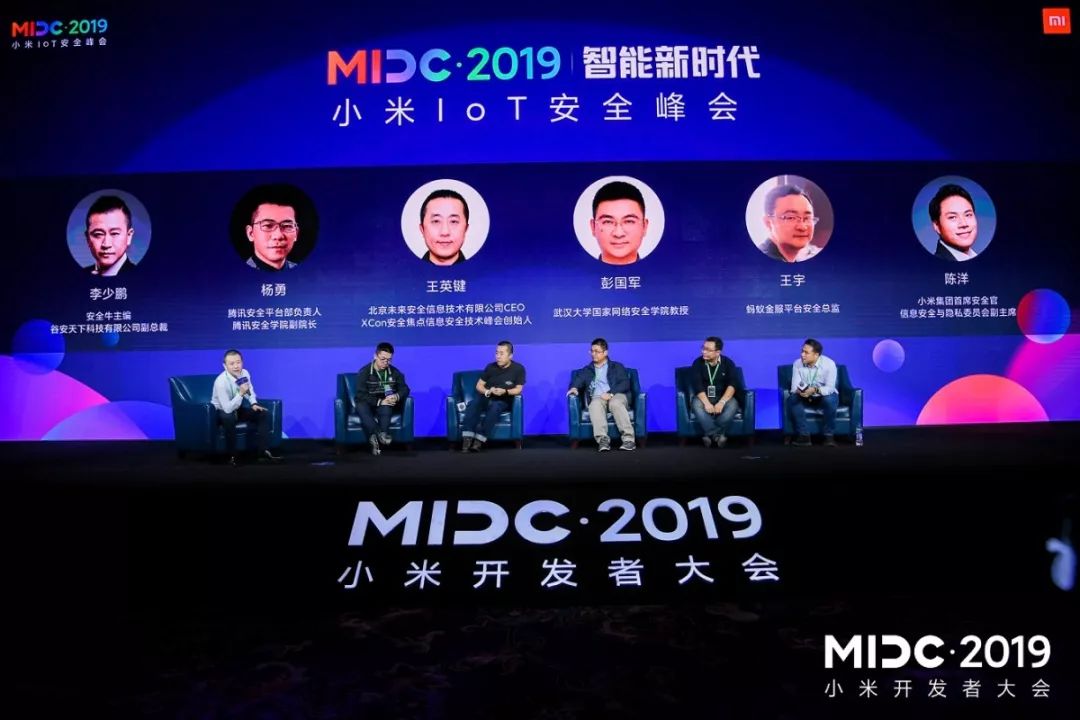 MIDC·2019
小米IoT安全峰会
MIDC·2019 智能新时代
小米IoT安全峰会
李少鹏
安全牛主编
谷安天下科技有限公司副总裁
杨勇
腾讯安全平台部负责人
腾讯安全学院副院长
王英键
北京未来安全信息技术有限公司CEO
XCon安全焦点信息安全技术峰会创始人
彭国军
武汉大学国家网络安全学院教授
王宇
蚂蚁金服平台安全总监
陈洋
小米集团首席安全官
信息安全与隐私委员会副主席
MIDC·2019
小米开发者大会
MIDC·2019
小米开发者大会